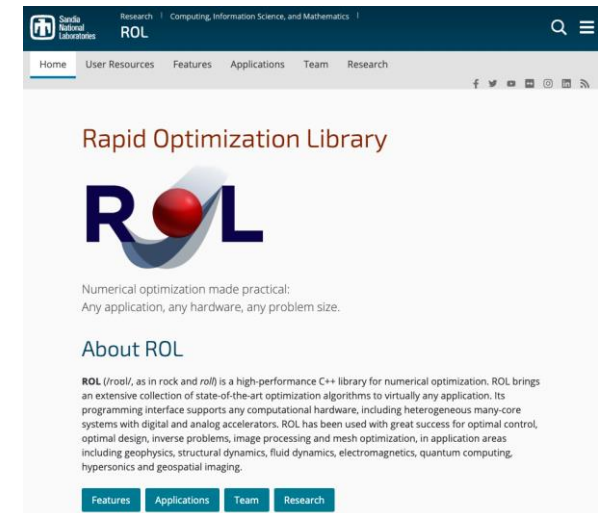 Sandia
National
Laboratories
Research | Computing, Information Science, and Mathematics |
ROL
Home User Resources Features Applications Team Research
Rapid Optimization Library
ROL
Numerical optimization made practical:
Any application, any hardware, any problem size.
About ROL
ROL (/roʊl/, as in rock and roll) is a high-performance C++ library for numerical optimization. ROL brings
an extensive collection of state-of-the-art optimization algorithms to virtually any application. Its
programming interface supports any computational hardware, including heterogeneous many-core
systems with digital and analog accelerators. ROL has been used with great success for optimal control,
optimal design, inverse problems, image processing and mesh optimization, in application areas
including geophysics, structural dynamics, fluid dynamics, electromagnetics, quantum computing,
hypersonics and geospatial imaging.
Features Applications Team Research